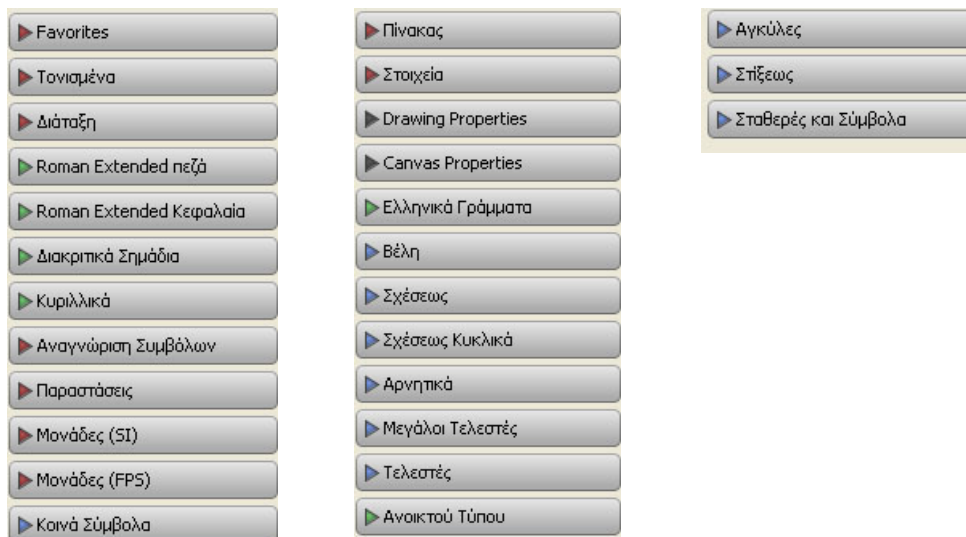 Favorites
Τονισμένα
Διάταξη
Roman Extended πεζά
Roman Extended Κεφαλαία
Διακριτικά Σημάδια
Κυριλλικά
Αναγνώριση Συμβόλων
Παραστάσεις
Μονάδες (SI)
Μονάδες (FPS)
Κοινά Σύμβολα
Πίνακας
Στοιχεία
Drawing Properties
Canvas Properties
Ελληνικά Γράμματα
Βέλη
Σχέσεως
Σχέσεως Κυκλικά
Αρνητικά
Μεγάλοι Τελεστές
Τελεστές
Ανοικτού Τύπου
Αγκύλες
Στίξεως
Σταθερές και Σύμβολα